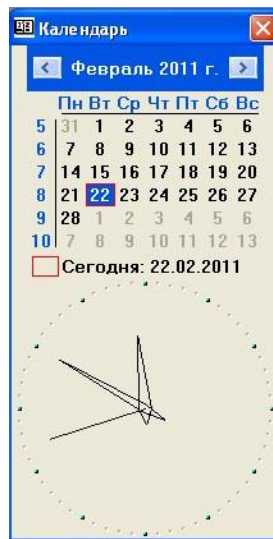 Календарь
Февраль 2011 г.
Пн Вт Ср Чт Пт Сб Вс
5 31 1 2 3 4 5 6
6 7 8 9 10 11 12 13
7 14 15 16 17 18 19 20
8 21 22 23 24 25 26 27
9 28 1 2 3 4 5 6
10 7 8 9 10 11 12 13
Сегодня: 22.02.2011